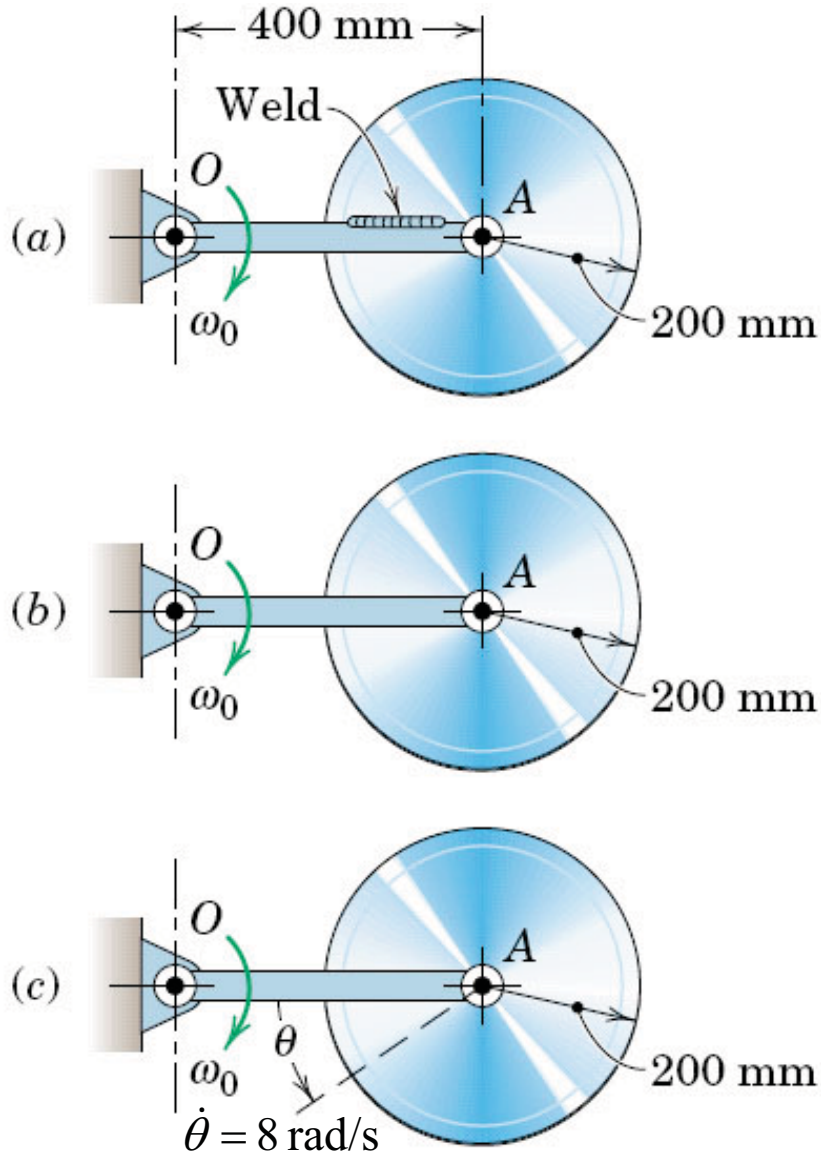 400 mm
Weld
O
A
(a)
ω₀
200 mm
O
A
(b)
ω₀
200 mm
O
A
(c)
θ
ω₀
200 mm
θ̇ = 8 rad/s